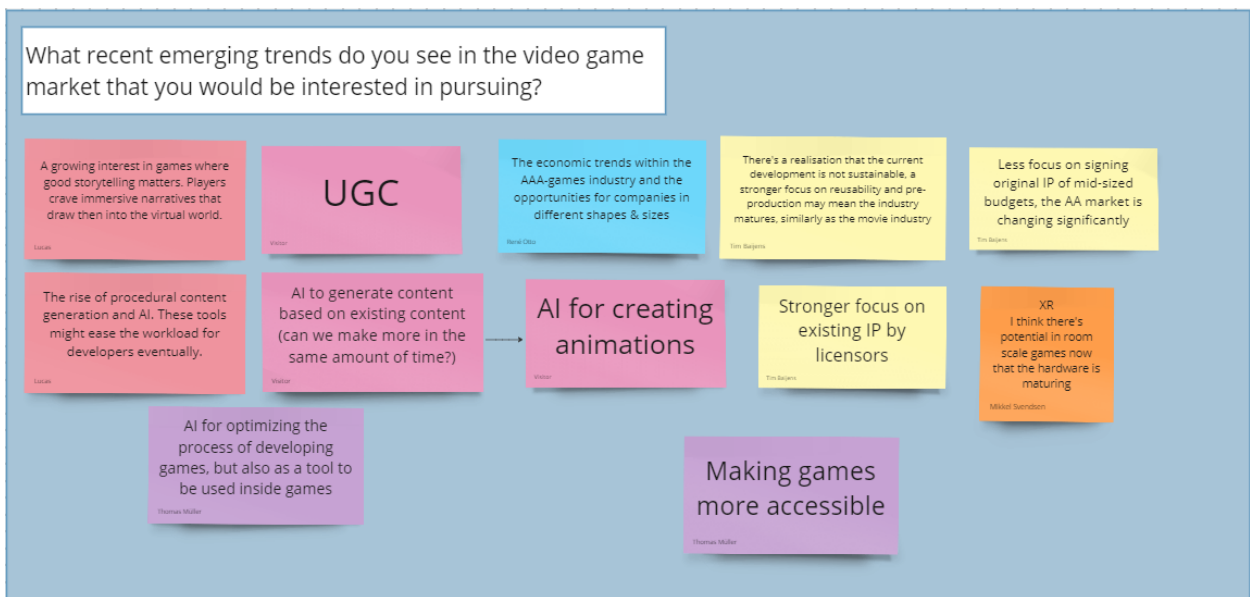 What recent emerging trends do you see in the video game
market that you would be interested in pursuing?
A growing interest in games where
good storytelling matters. Players
crave immersive narratives that
draw then into the virtual world.
Lucas
UGC
Visitor
The economic trends within the
AAA-games industry and the
opportunities for companies in
different shapes & sizes
René Otto
There's a realisation that the current
development is not sustainable, a
stronger focus on reusability and pre-
production may mean the industry
matures, similarly as the movie industry
Tim Baijens
Less focus on signing
original IP of mid-sized
budgets, the AA market is
changing significantly
Tim Baijens
The rise of procedural content
generation and AI. These tools
might ease the workload for
developers eventually.
Lucas
AI to generate content
based on existing content
(can we make more in the
same amount of time?)
Visitor
AI for creating
animations
Visitor
Stronger focus on
existing IP by
licensors
Tim Baijens
XR
I think there's
potential in room
scale games now
that the hardware is
maturing
Mikkel Svendsen
AI for optimizing the
process of developing
games, but also as a tool to
be used inside games
Thomas Müller
Making games
more accessible
Thomas Müller